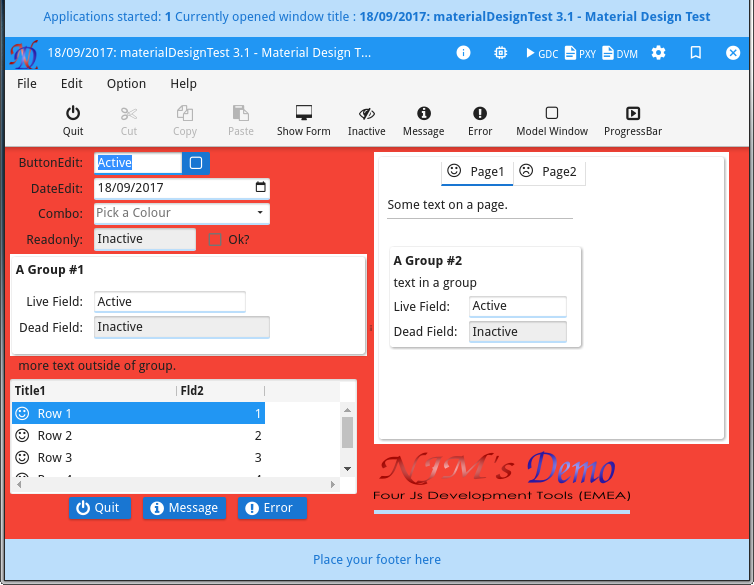 Applications started: 1 Currently opened window title : 18/09/2017: materialDesignTest 3.1 - Material Design Test
18/09/2017: materialDesignTest 3.1 - Material Design T... GDC PXY DVM
File Edit Option Help
Quit Cut Copy Paste Show Form Inactive Message Error Model Window ProgressBar
ButtonEdit: Active
DateEdit: 18/09/2017
Combo: Pick a Colour
Readonly: Inactive Ok?
A Group #1
Live Field: Active
Dead Field: Inactive
more text outside of group.
Title1 Fld2
Row 1 1
Row 2 2
Row 3 3
Quit Message Error
Page1 Page2
Some text on a page.
A Group #2
text in a group
Live Field: Active
Dead Field: Inactive
NJM's Demo
Four Js Development Tools (EMEA)
Place your footer here